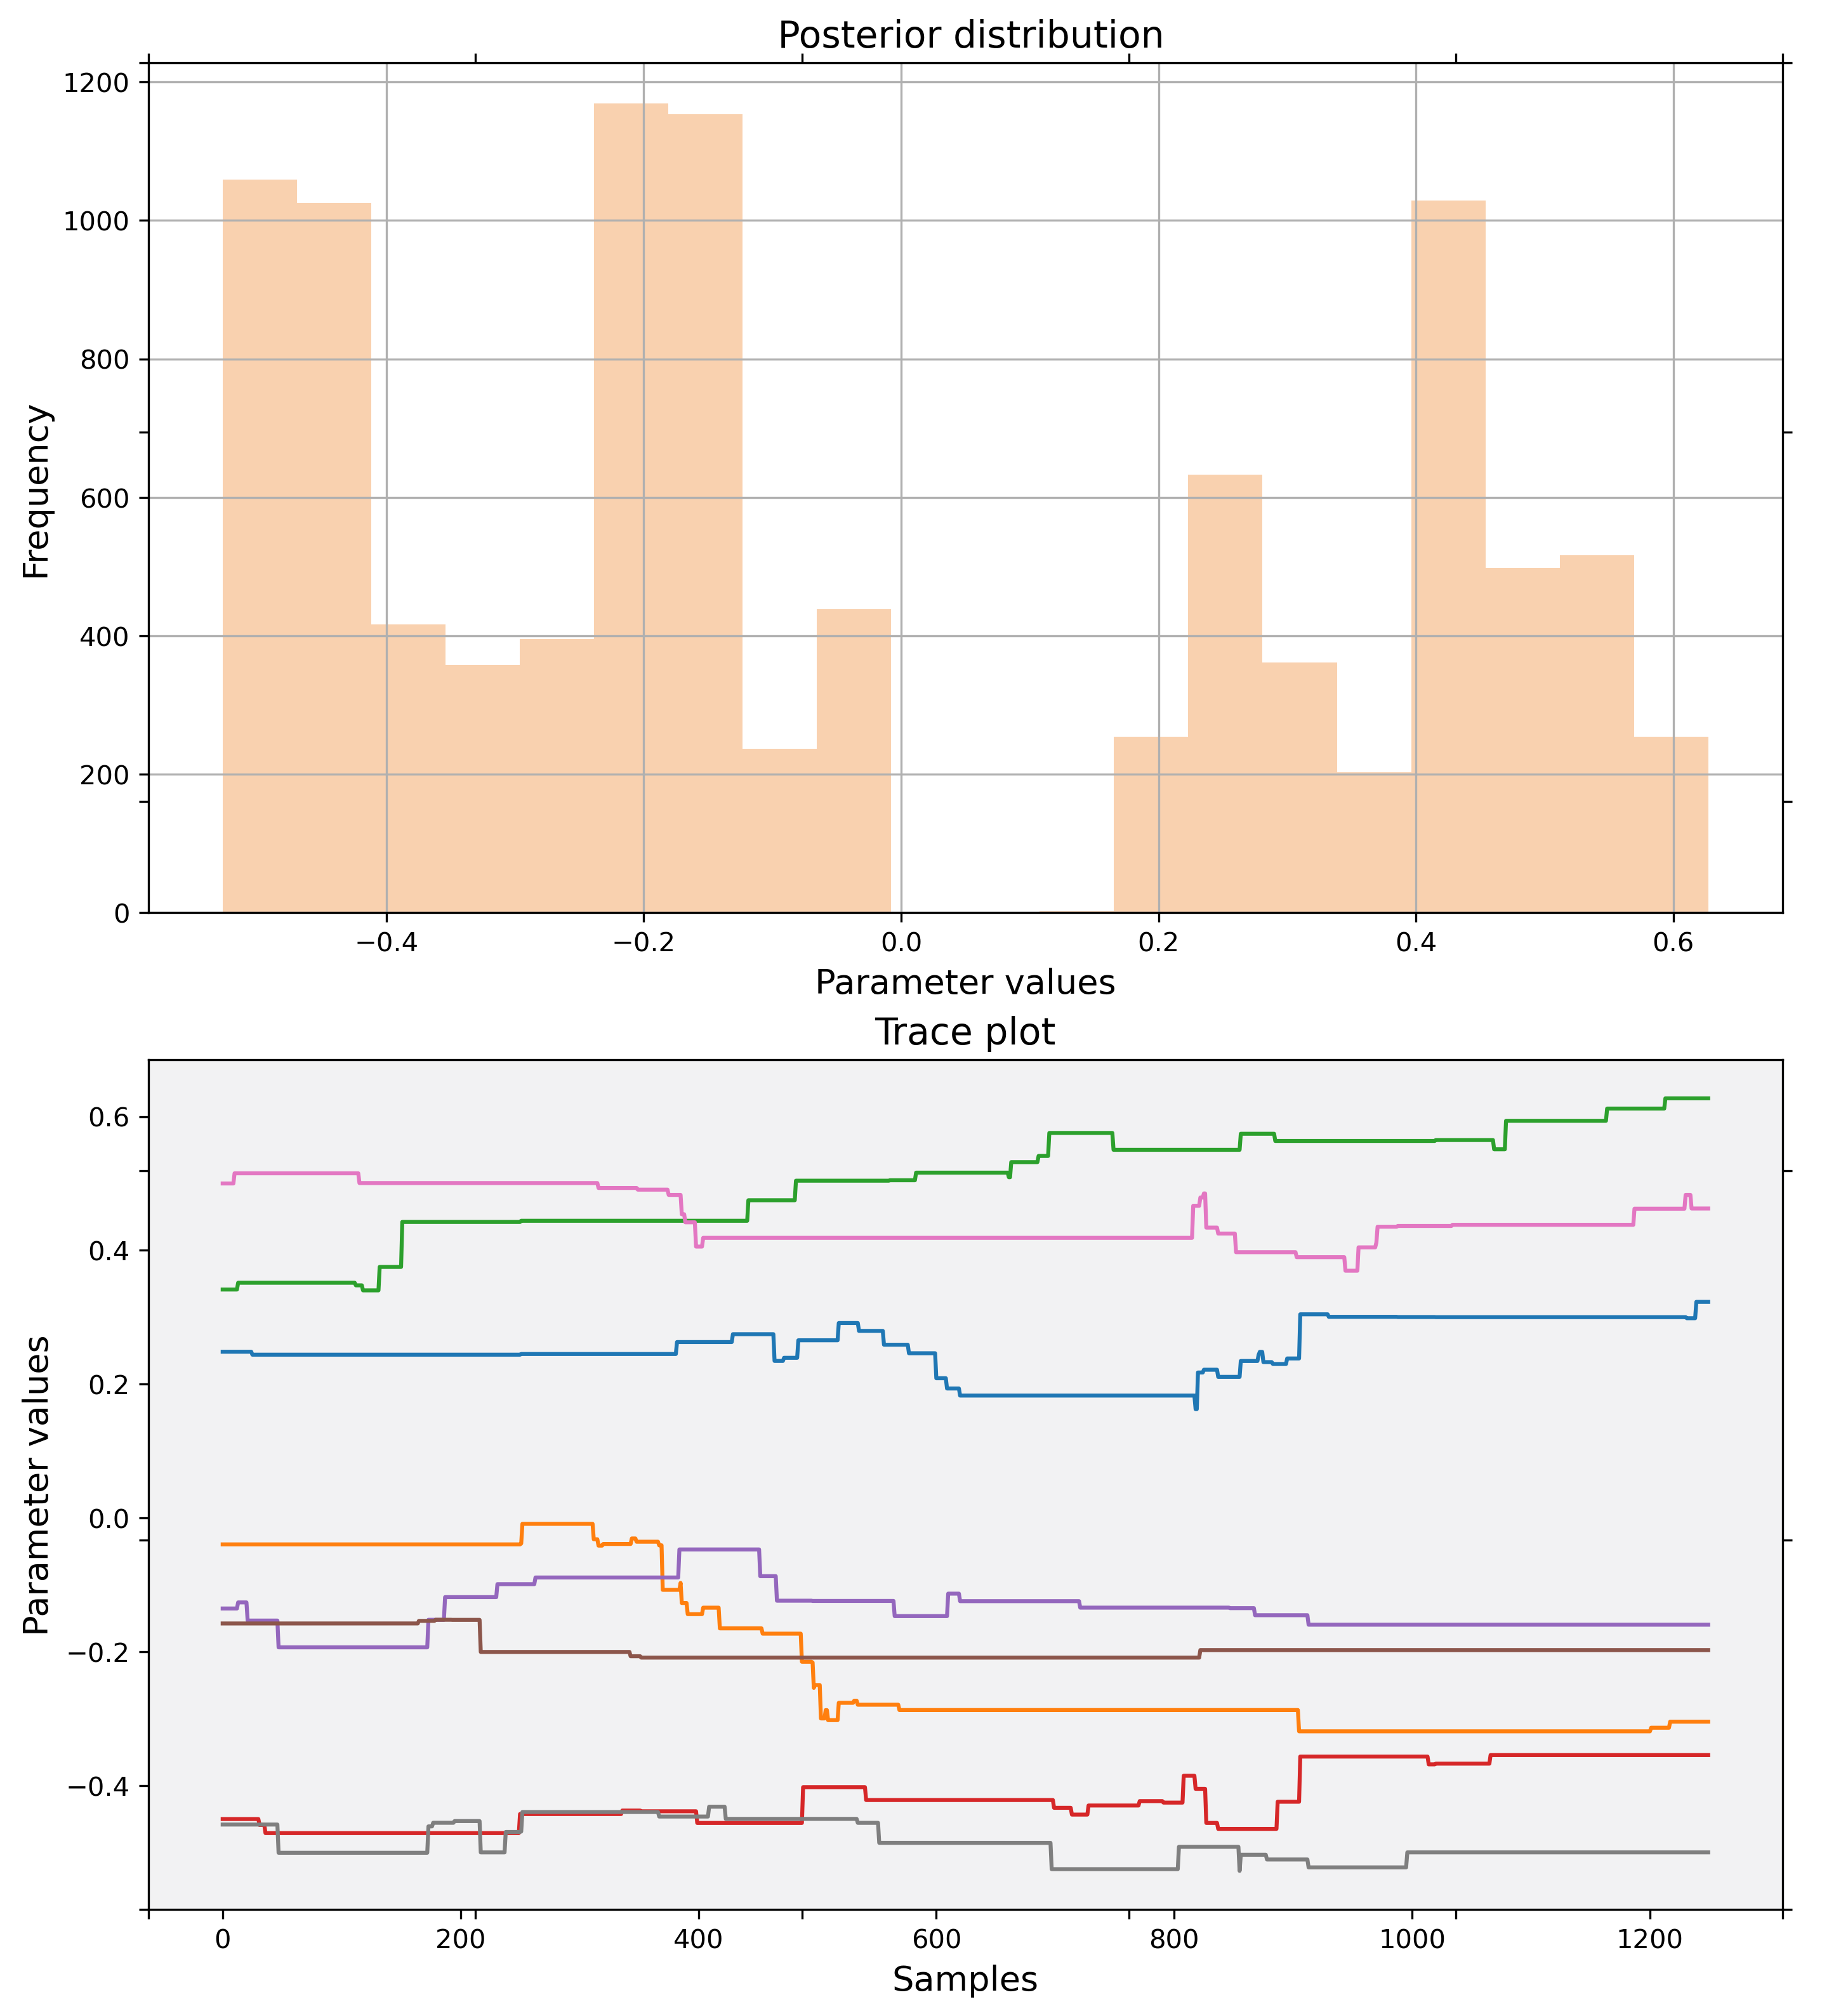 Posterior distribution
1200
1000
800
600
400
200
0
Frequency
−0.4 −0.2 0.0 0.2 0.4 0.6
Parameter values
Trace plot
0.6
0.4
0.2
0.0
−0.2
−0.4
Parameter values
0 200 400 600 800 1000 1200
Samples